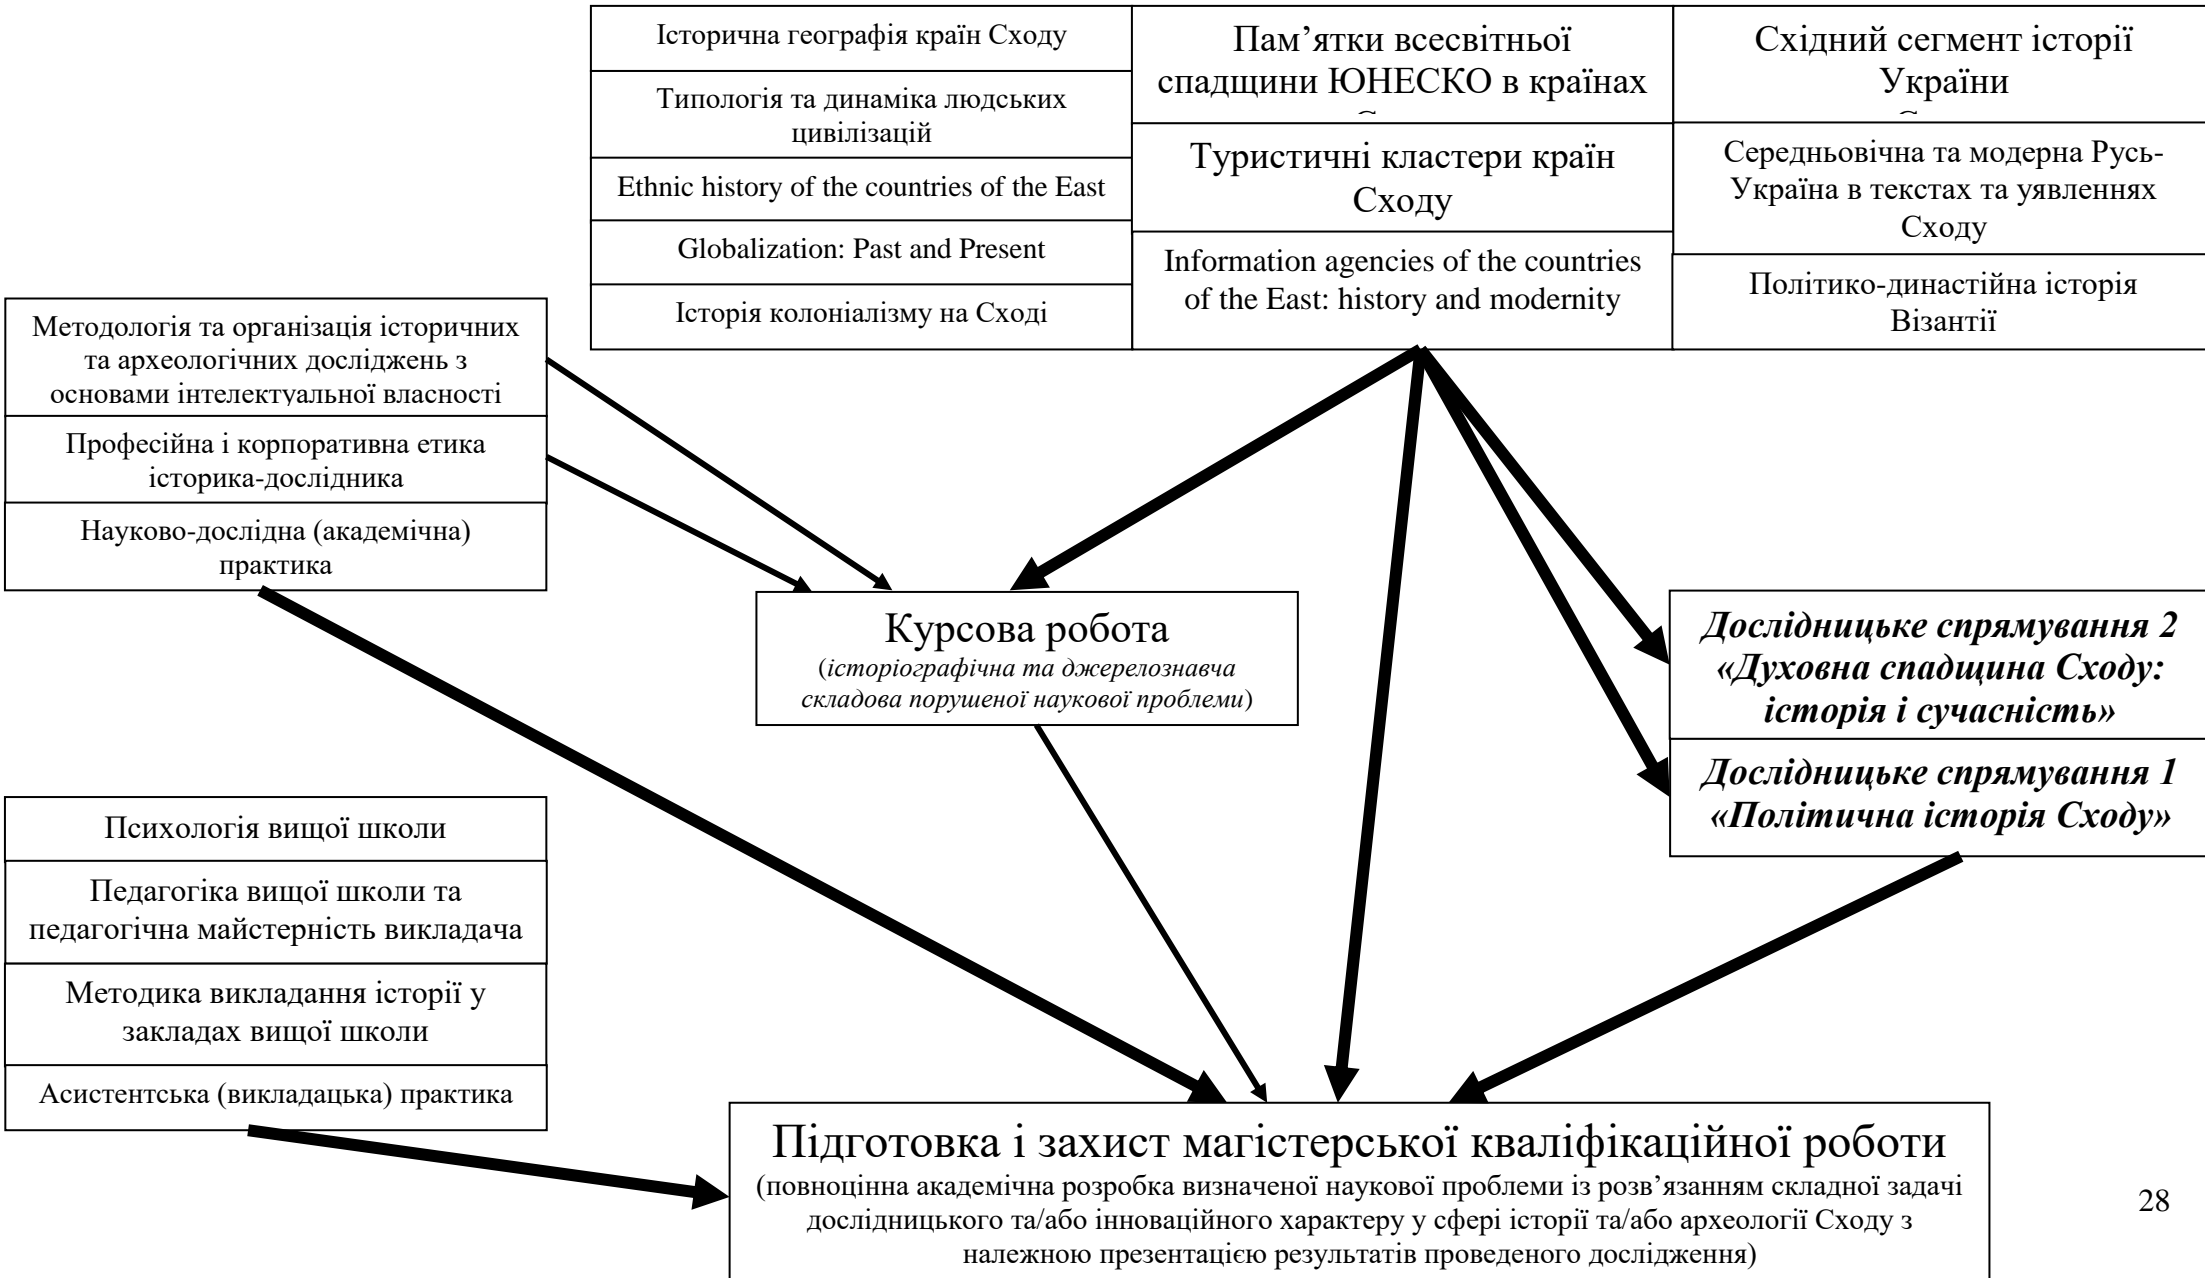 Історична географія країн Сходу
Типологія та динаміка людських
цивілізацій
Ethnic history of the countries of the East
Globalization: Past and Present
Історія колоніалізму на Сході
Пам’ятки всесвітньої
спадщини ЮНЕСКО в країнах
Туристичні кластери країн
Сходу
Information agencies of the countries
of the East: history and modernity
Східний сегмент історії
України
Середньовічна та модерна Русь-
Україна в текстах та уявленнях
Сходу
Політико-династійна історія
Візантії
Методологія та організація історичних
та археологічних досліджень з
основами інтелектуальної власності
Професійна і корпоративна етика
історика-дослідника
Науково-дослідна (академічна)
практика
Курсова робота
(історіографічна та джерелознавча
складова порушеної наукової проблеми)
Дослідницьке спрямування 2
«Духовна спадщина Сходу:
історія і сучасність»
Дослідницьке спрямування 1
«Політична історія Сходу»
Психологія вищої школи
Педагогіка вищої школи та
педагогічна майстерність викладача
Методика викладання історії у
закладах вищої школи
Асистентська (викладацька) практика
Підготовка і захист магістерської кваліфікаційної роботи
(повноцінна академічна розробка визначеної наукової проблеми із розв’язанням складної задачі
дослідницького та/або інноваційного характеру у сфері історії та/або археології Сходу з
належною презентацією результатів проведеного дослідження)
28